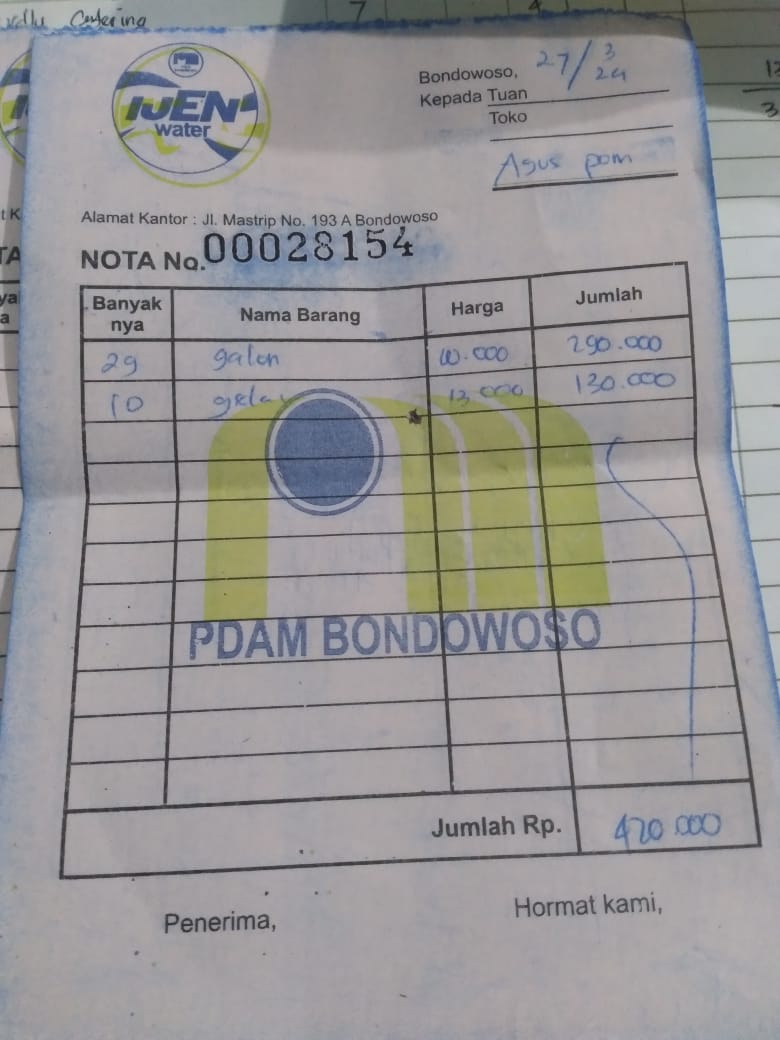 Catering
7
IJEN
water
Bondowoso, 27/3 24
Kepada Tuan
Toko
Agus pom
Alamat Kantor : Jl. Mastrip No. 193 A Bondowoso
NOTA No. 00028154
Banyak nya Nama Barang Harga Jumlah
29 galon 10.000 290.000
10 gelas 13.000 130.000
PDAM BONDOWOSO
Jumlah Rp. 420.000
Penerima, Hormat kami,